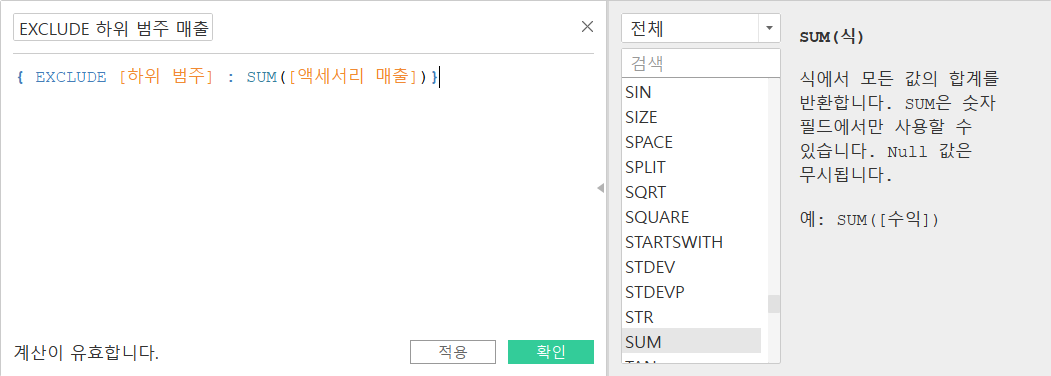 EXCLUDE 하위 범주 매출
{ EXCLUDE [하위 범주] : SUM([액세서리 매출])}
계산이 유효합니다.
적용
확인
전체
검색
SIN
SIZE
SPACE
SPLIT
SQRT
SQUARE
STARTSWITH
STDEV
STDEVP
STR
SUM
TAN
SUM(식)
식에서 모든 값의 합계를
반환합니다. SUM은 숫자
필드에서만 사용할 수
있습니다. Null 값은
무시됩니다.
예: SUM([수익])